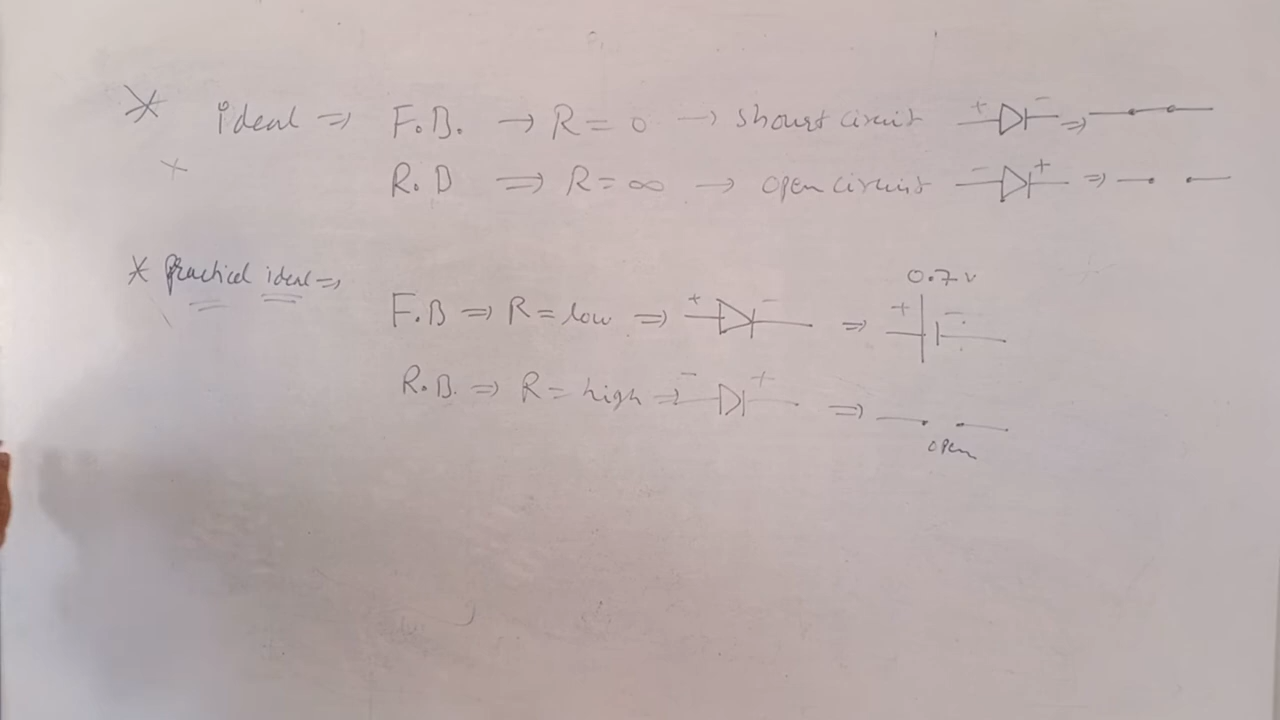 * ideal ⇒ F.B. → R = 0 → shourt circuit + - ⇒
R.B ⇒ R = ∞ → open circuit - + ⇒
* practical ideal ⇒
0.7 v
F.B ⇒ R = low ⇒ + - ⇒ + -
R.B. ⇒ R = high ⇒ - + ⇒
open